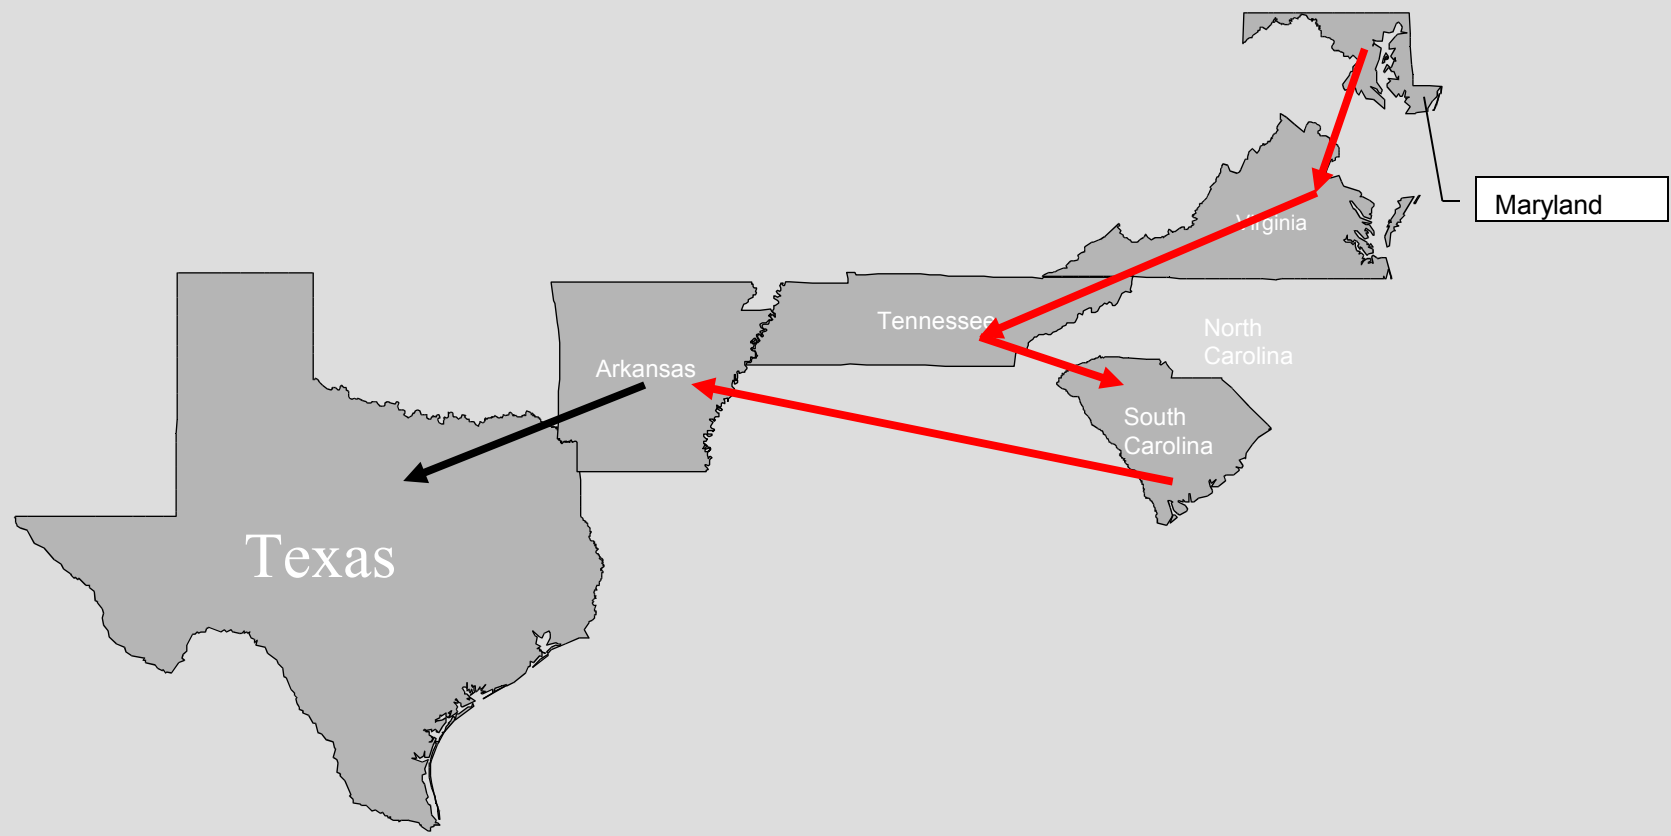 Maryland
Virginia
Tennessee
North
Carolina
Arkansas
South
Carolina
Texas